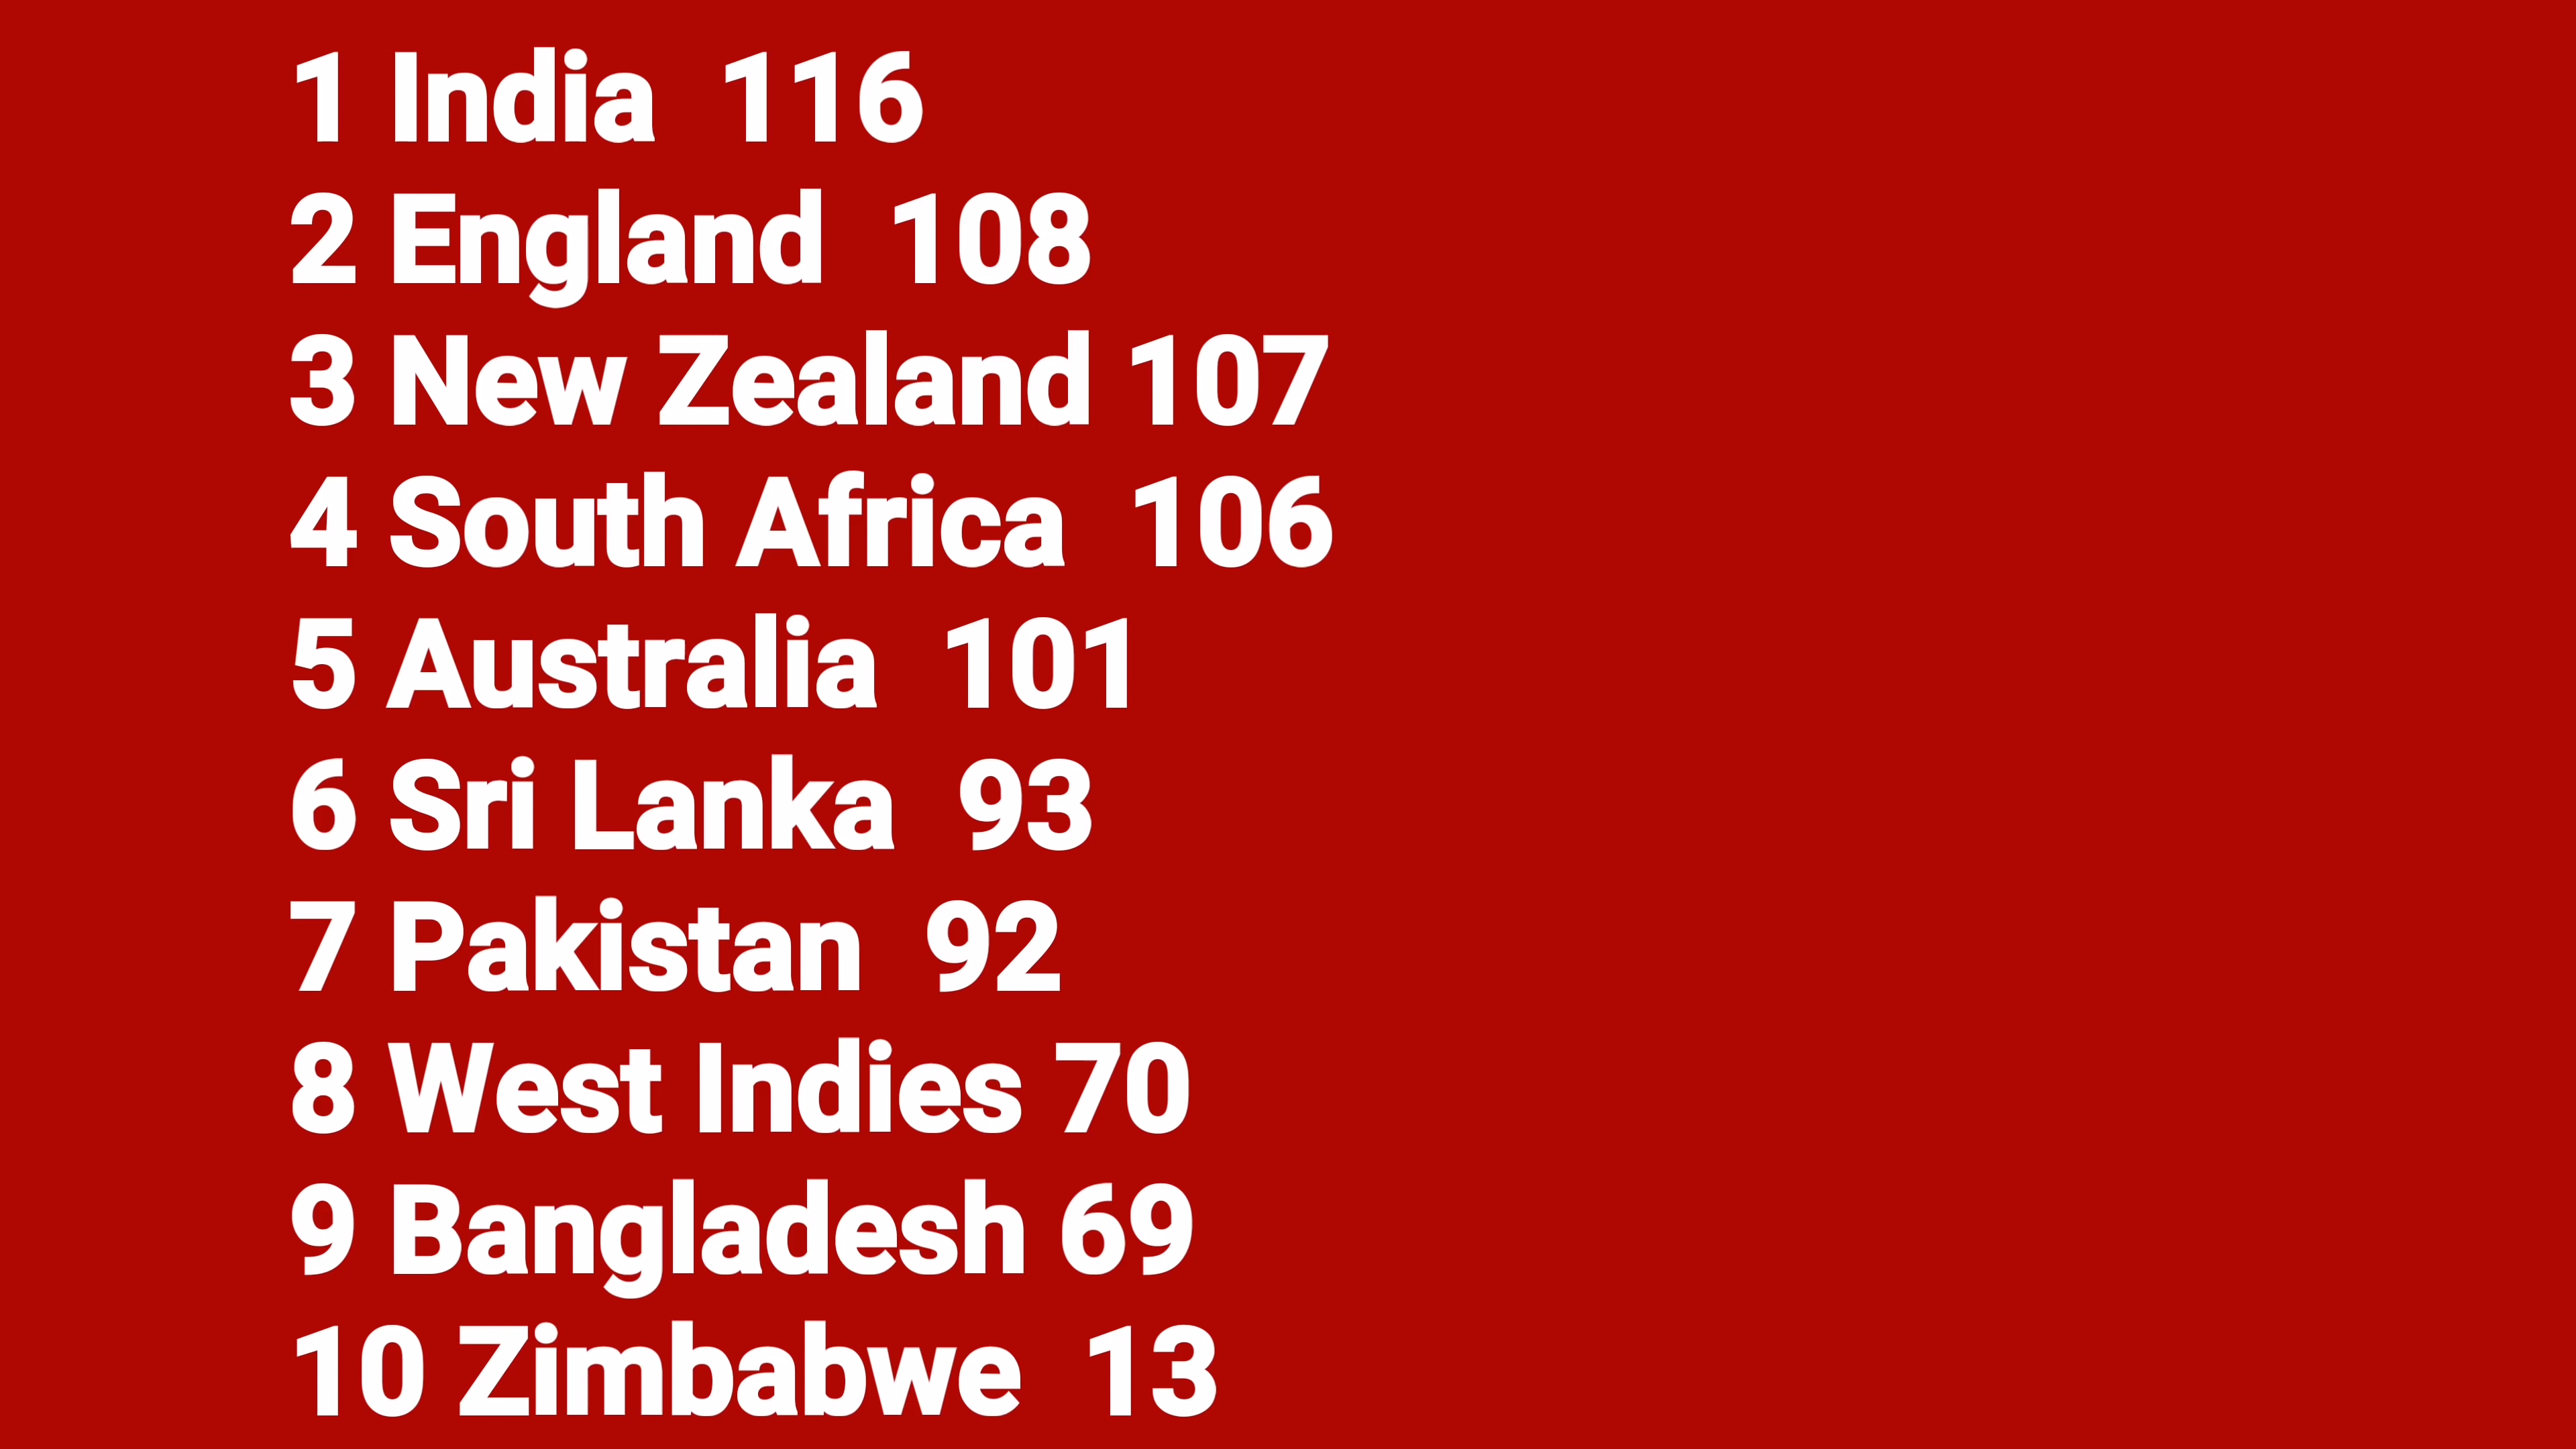 1 India 116
2 England 108
3 New Zealand 107
4 South Africa 106
5 Australia 101
6 Sri Lanka 93
7 Pakistan 92
8 West Indies 70
9 Bangladesh 69
10 Zimbabwe 13